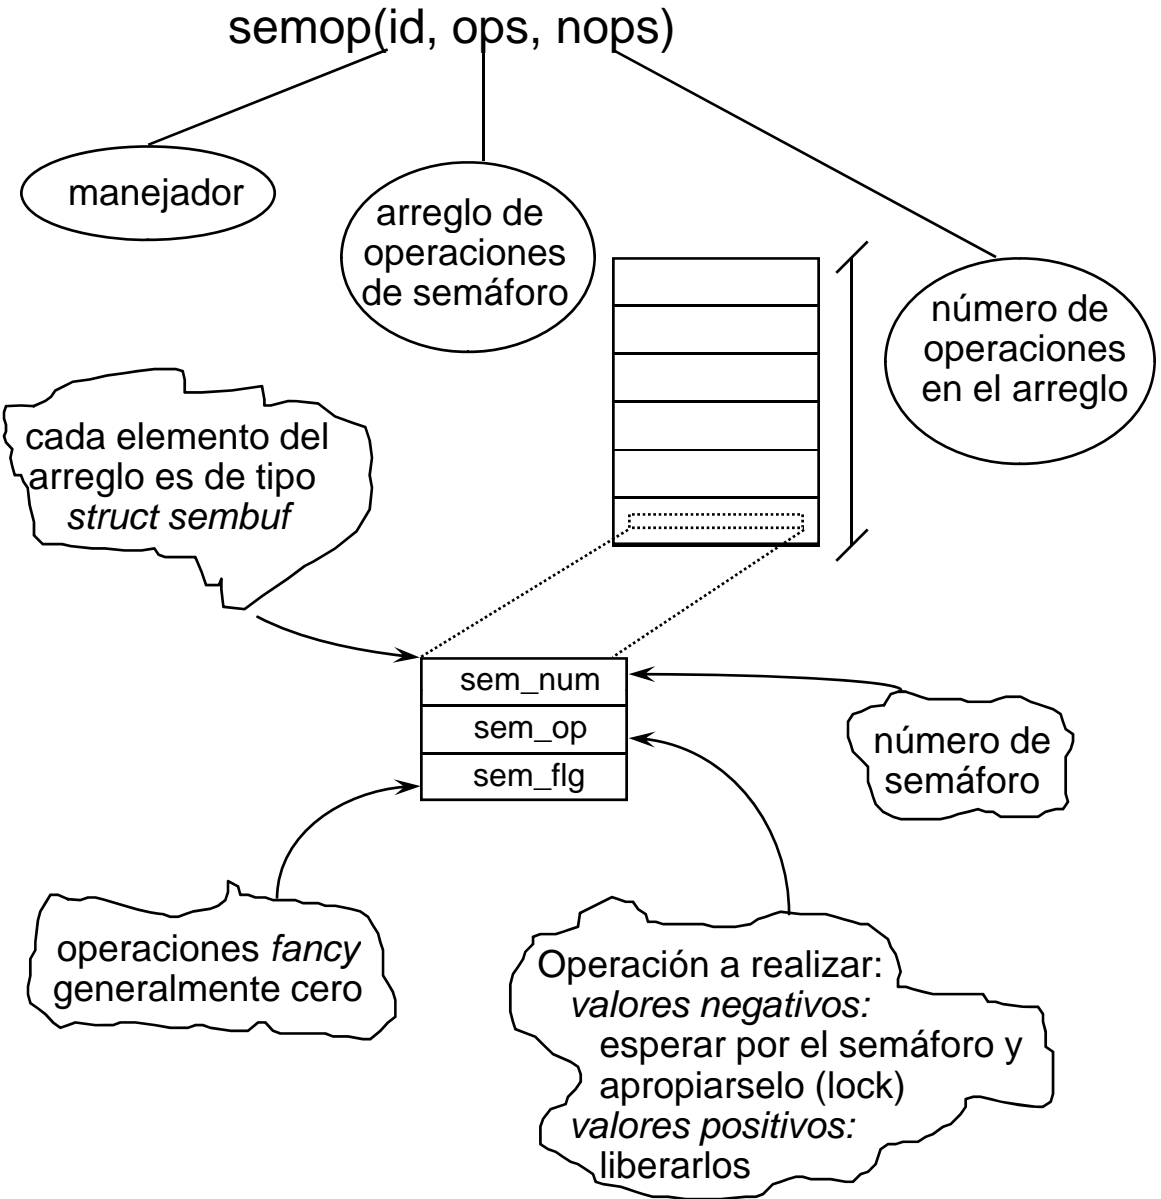 semop(id, ops, nops)
manejador
arreglo de
operaciones
de semáforo
número de
operaciones
en el arreglo
cada elemento del
arreglo es de tipo
struct sembuf
sem_num
sem_op
sem_flg
número de
semáforo
operaciones fancy
generalmente cero
Operación a realizar:
valores negativos:
esperar por el semáforo y
apropiarselo (lock)
valores positivos:
liberarlos